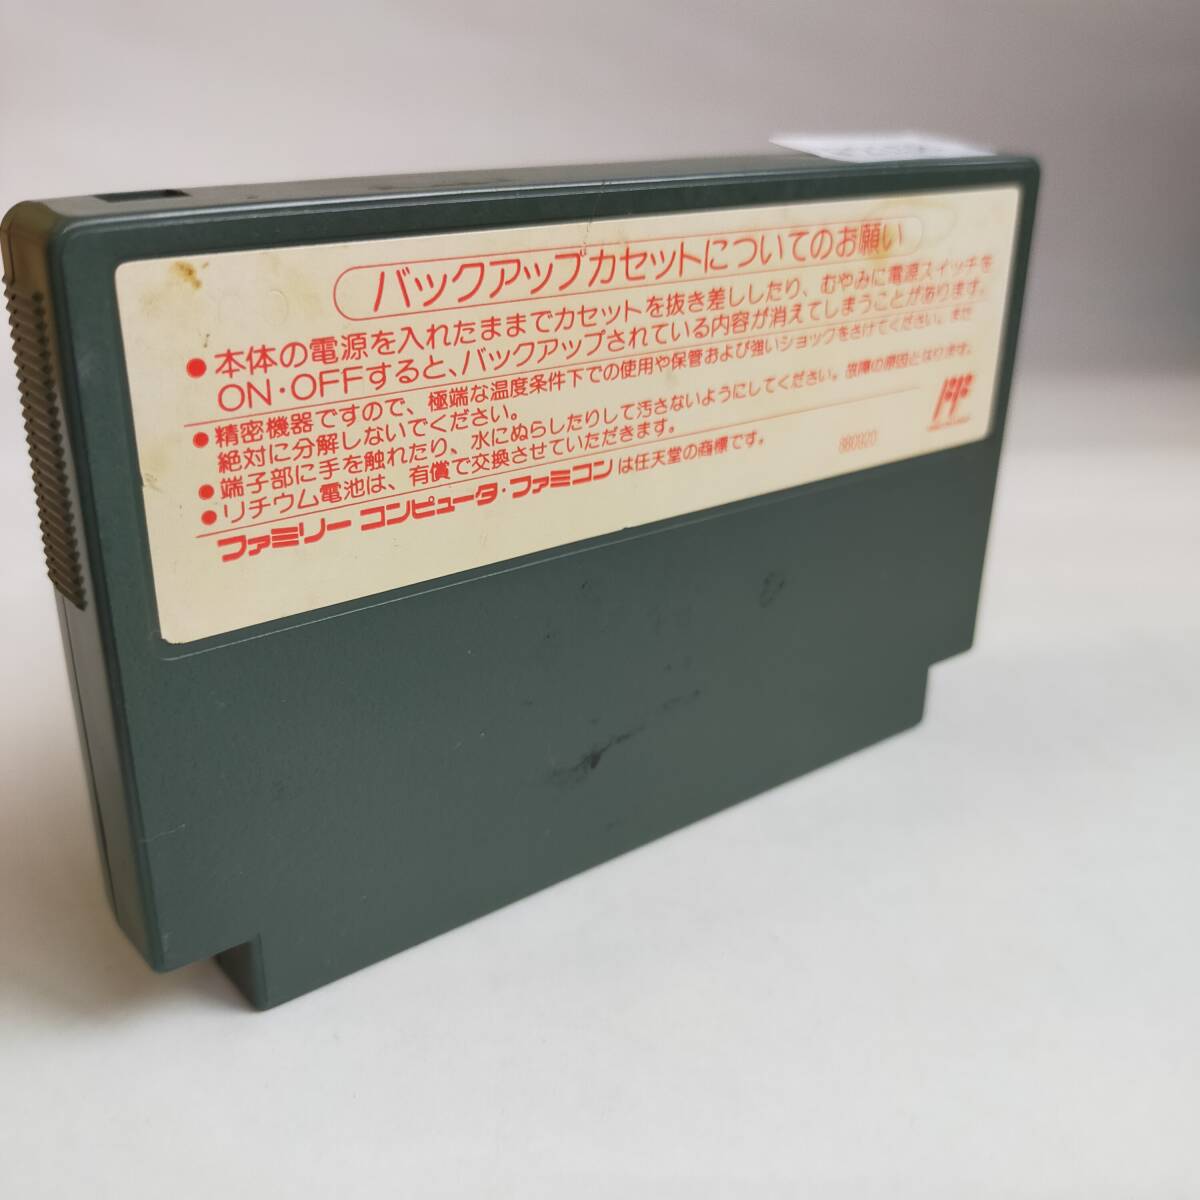 バックアップカセットについてのお願い
●本体の電源を入れたままでカセットを抜き差ししたり、むやみに電源スイッチを
ON・OFFすると、バックアップされている内容が消えてしまうことがあります。
●精密機器ですので、極端な温度条件下での使用や保管および強いショックをさけてください。また
絶対に分解しないでください。
●端子部に手を触れたり、水にぬらしたりして汚さないようにしてください。故障の原因となります。
●リチウム電池は、有償で交換させていただきます。
ファミリー コンピュータ・ファミコンは任天堂の商標です。
880920